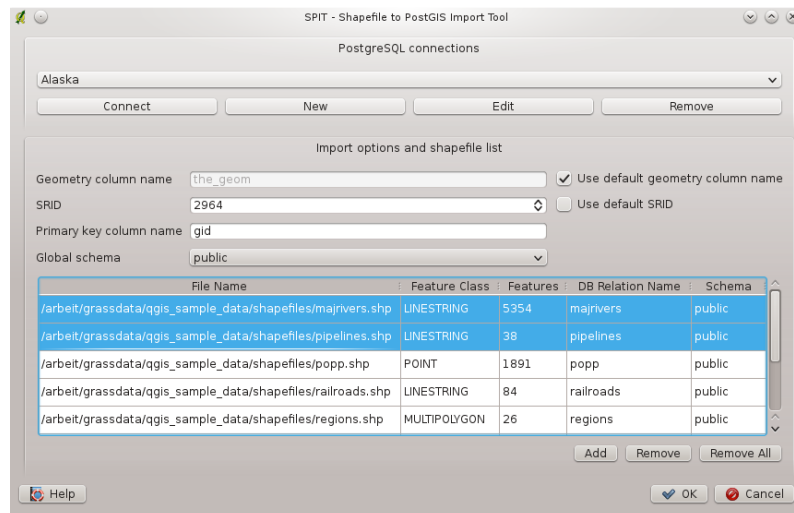 SPIT - Shapefile to PostGIS Import Tool
PostgreSQL connections
Alaska
Connect New Edit Remove
Import options and shapefile list
Geometry column name the_geom Use default geometry column name
SRID 2964 Use default SRID
Primary key column name gid
Global schema public
File Name Feature Class Features DB Relation Name Schema
/arbeit/grassdata/qgis_sample_data/shapefiles/majrivers.shp LINESTRING 5354 majrivers public
/arbeit/grassdata/qgis_sample_data/shapefiles/pipelines.shp LINESTRING 38 pipelines public
/arbeit/grassdata/qgis_sample_data/shapefiles/popp.shp POINT 1891 popp public
/arbeit/grassdata/qgis_sample_data/shapefiles/railroads.shp LINESTRING 84 railroads public
/arbeit/grassdata/qgis_sample_data/shapefiles/regions.shp MULTIPOLYGON 26 regions public
Add Remove Remove All
Help OK Cancel